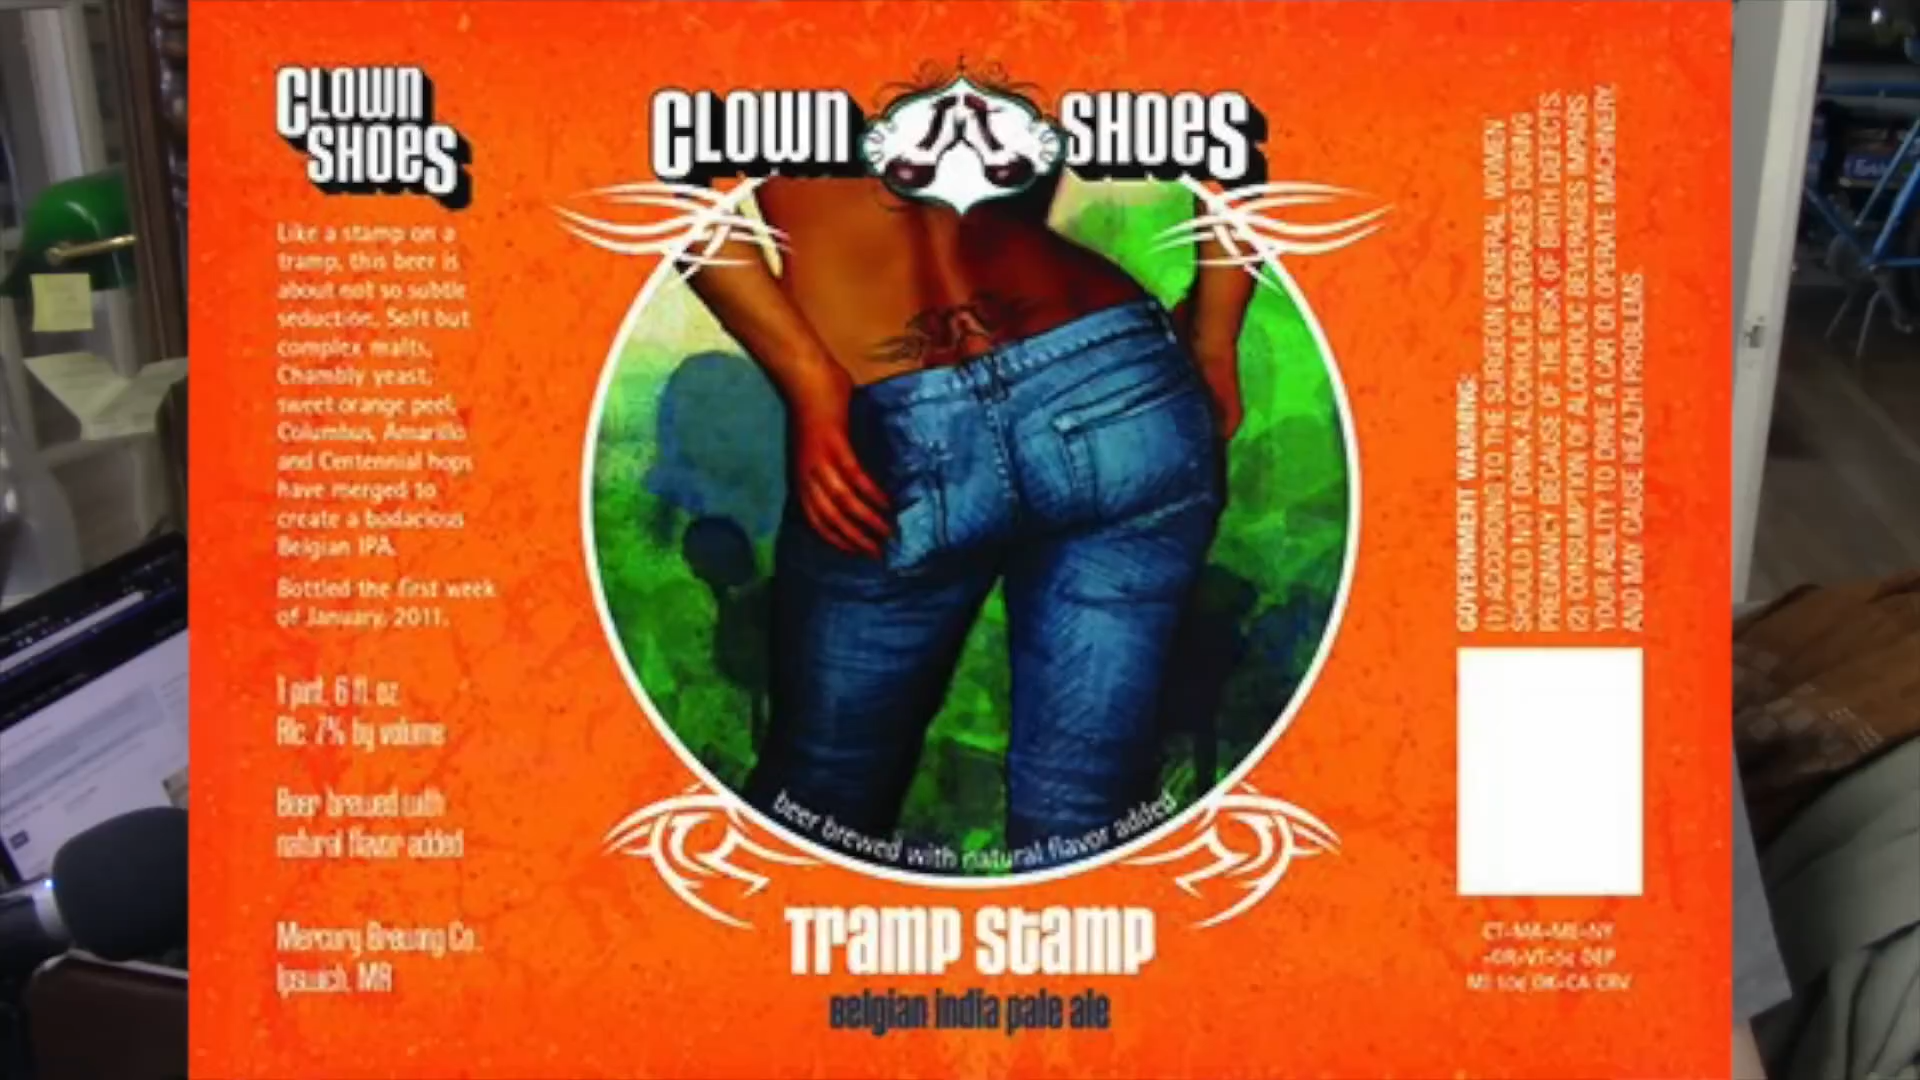 CLOWN
SHOES
Like a stamp on a
tramp, this beer is
about not so subtle
seduction. Soft but
complex malts,
Chambly yeast,
sweet orange peel,
Columbus, Amarillo
and Centennial hops
have merged to
create a bodacious
Belgian IPA.
Bottled the first week
of January, 2011.
1 pint, 6 fl. oz
Alc. 7% by volume
Beer brewed with
natural flavor added
Mercury Brewing Co.
Ipswich, MA
CLOWN SHOES
beer brewed with natural flavor added
Tramp Stamp
Belgian india pale ale
GOVERNMENT WARNING:
(1) ACCORDING TO THE SURGEON GENERAL, WOMEN
SHOULD NOT DRINK ALCOHOLIC BEVERAGES DURING
PREGNANCY BECAUSE OF THE RISK OF BIRTH DEFECTS.
(2) CONSUMPTION OF ALCOHOLIC BEVERAGES IMPAIRS
YOUR ABILITY TO DRIVE A CAR OR OPERATE MACHINERY,
AND MAY CAUSE HEALTH PROBLEMS.
CT-MA-ME-NY
-OR-VT-5¢ DEP
MI 10¢ OK-CA CRV